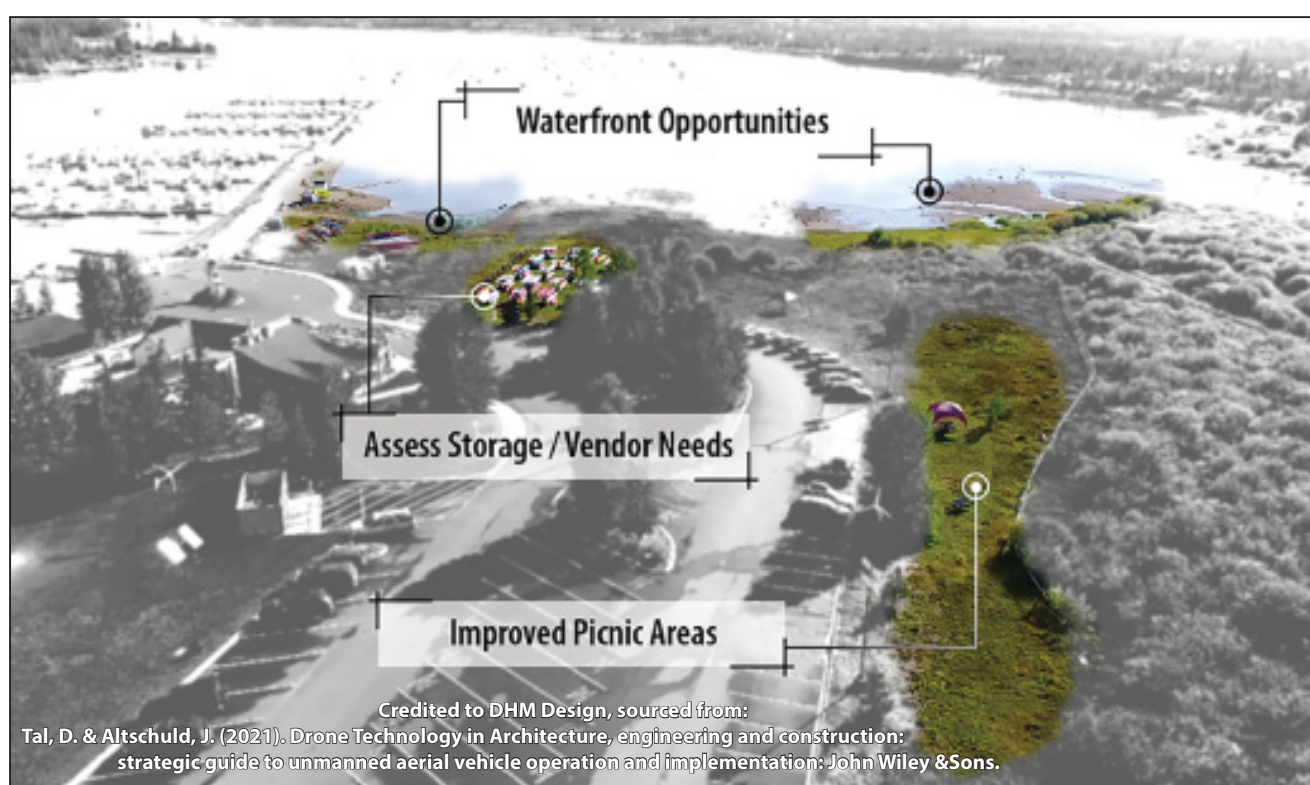 Waterfront Opportunities
Assess Storage / Vendor Needs
Improved Picnic Areas
Credited to DHM Design, sourced from:
Tal, D. & Altschuld, J. (2021). Drone Technology in Architecture, engineering and construction:
strategic guide to unmanned aerial vehicle operation and implementation: John Wiley &Sons.